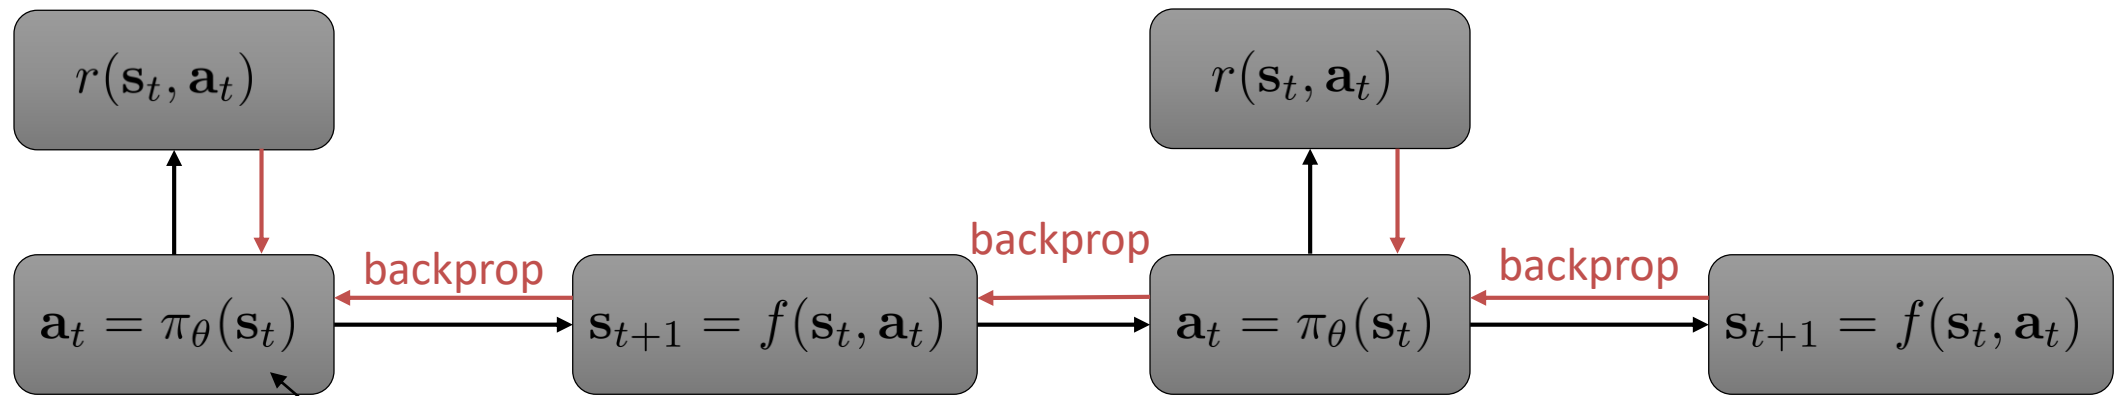 r(s_t, a_t)
r(s_t, a_t)
backprop
backprop
backprop
a_t = π_θ(s_t)
s_{t+1} = f(s_t, a_t)
a_t = π_θ(s_t)
s_{t+1} = f(s_t, a_t)